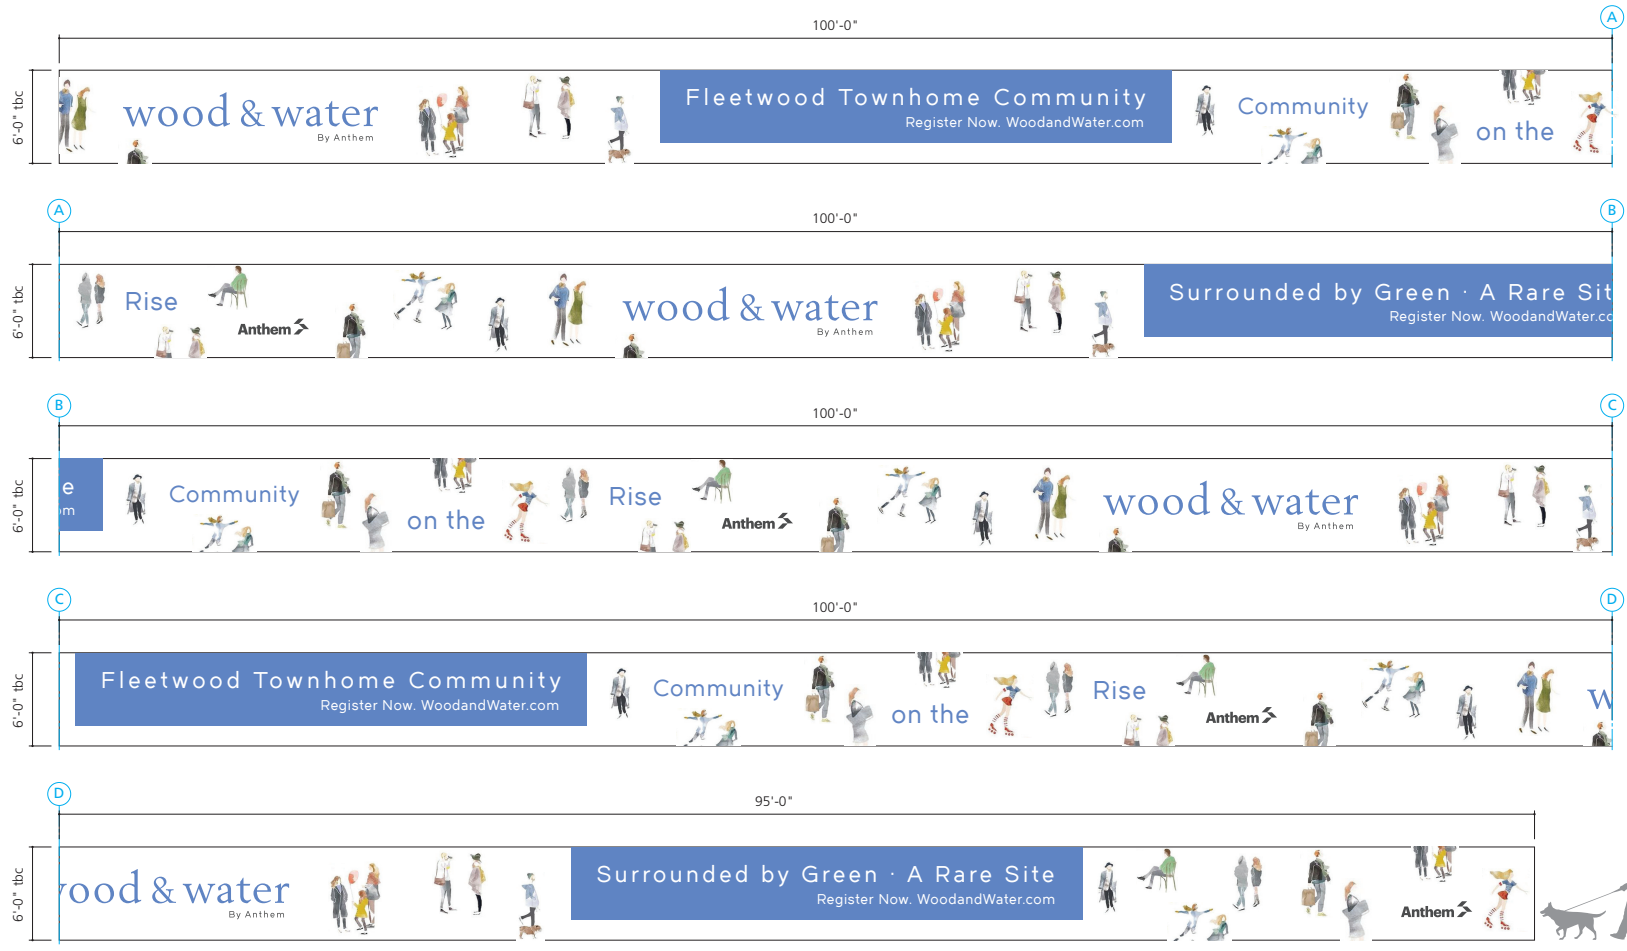 100'-0"
A
6'-0" tbc
wood & water
By Anthem
Fleetwood Townhome Community
Register Now. WoodandWater.com
Community
on the
A
100'-0"
B
6'-0" tbc
Rise
Anthem
wood & water
By Anthem
Surrounded by Green · A Rare Sit
Register Now. WoodandWater.co
B
100'-0"
C
6'-0" tbc
e
om
Community
on the
Rise
Anthem
wood & water
By Anthem
C
100'-0"
D
6'-0" tbc
Fleetwood Townhome Community
Register Now. WoodandWater.com
Community
on the
Rise
Anthem
w
D
95'-0"
6'-0" tbc
wood & water
By Anthem
Surrounded by Green · A Rare Site
Register Now. WoodandWater.com
Anthem